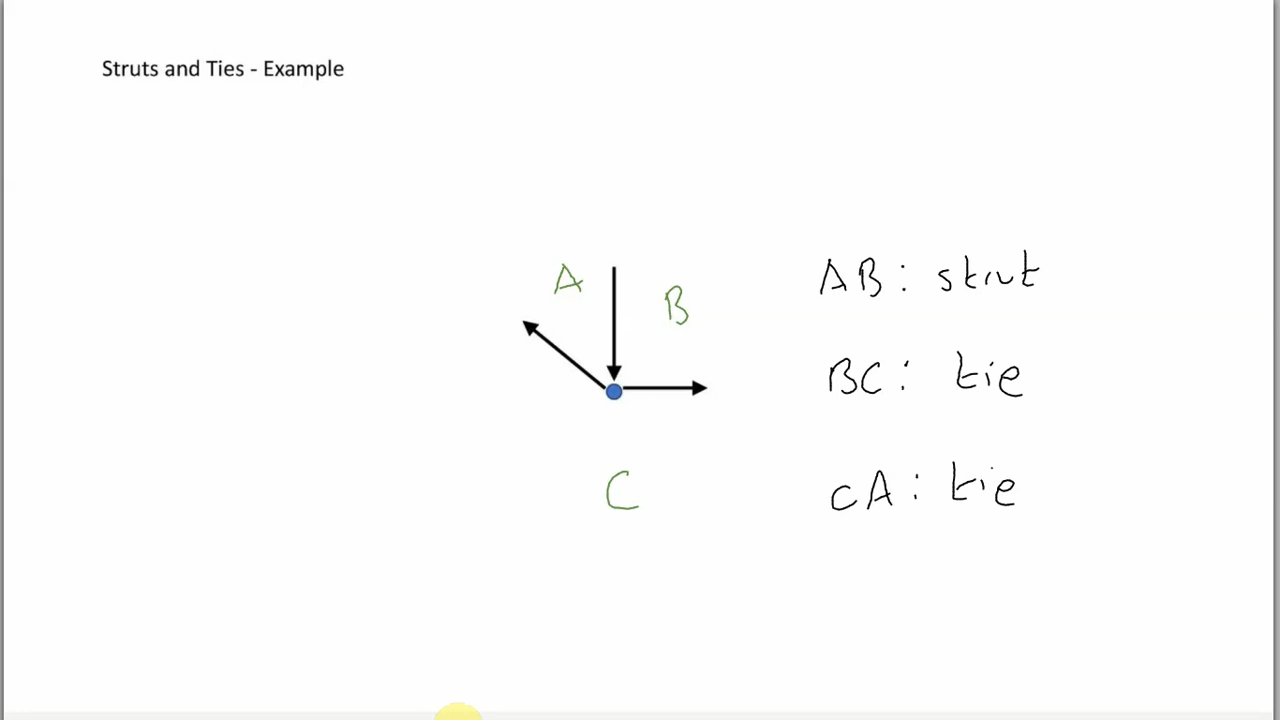 Struts and Ties - Example
A
B
C
AB: strut
BC: tie
CA: tie